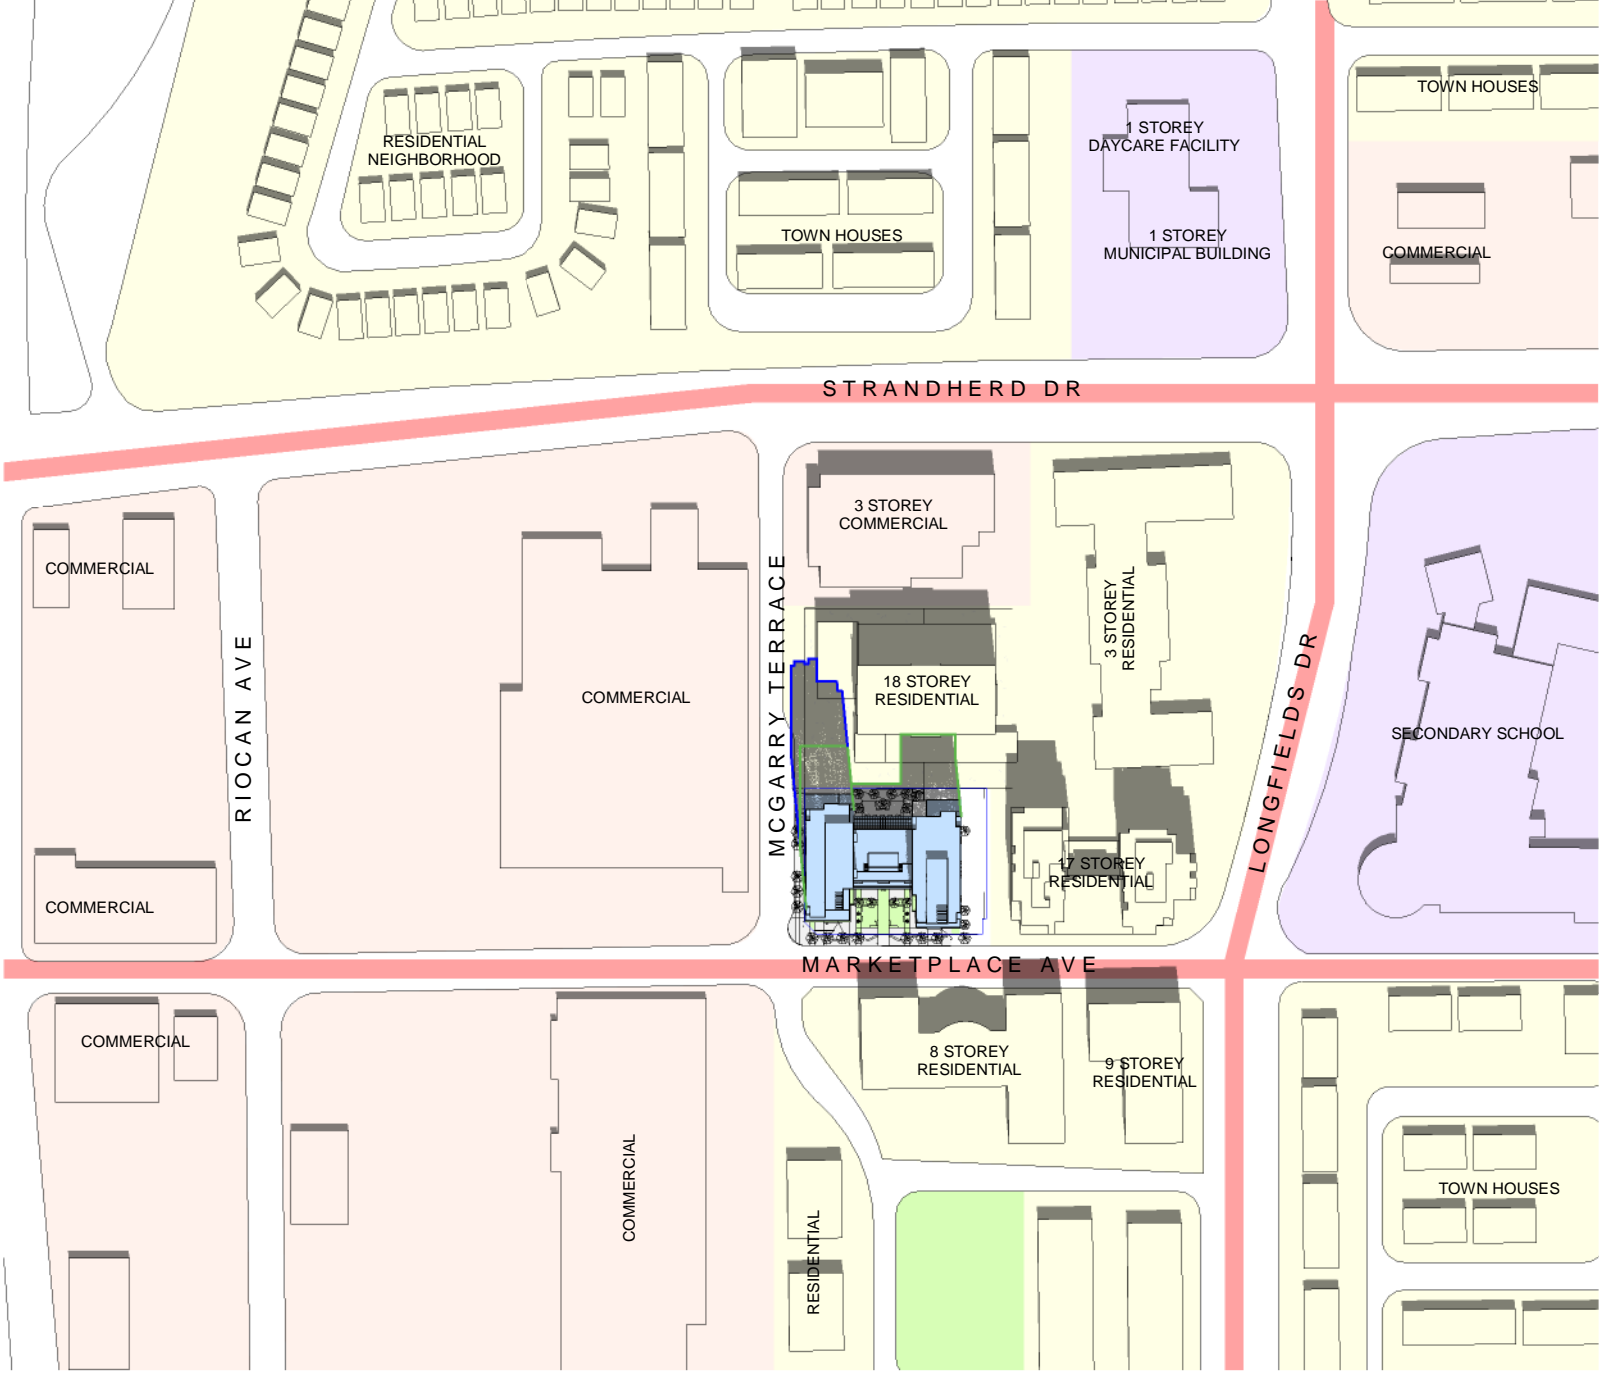 TOWN HOUSES
1 STOREY
DAYCARE FACILITY
RESIDENTIAL
NEIGHBORHOOD
TOWN HOUSES
1 STOREY
MUNICIPAL BUILDING
COMMERCIAL
STRANDHERD DR
3 STOREY
COMMERCIAL
COMMERCIAL
3 STOREY
RESIDENTIAL
MCGARRY TERRACE
RIOCAN AVE
COMMERCIAL
18 STOREY
RESIDENTIAL
LONGFIELDS DR
SECONDARY SCHOOL
17 STOREY
RESIDENTIAL
COMMERCIAL
MARKETPLACE AVE
COMMERCIAL
8 STOREY
RESIDENTIAL
9 STOREY
RESIDENTIAL
COMMERCIAL
RESIDENTIAL
TOWN HOUSES